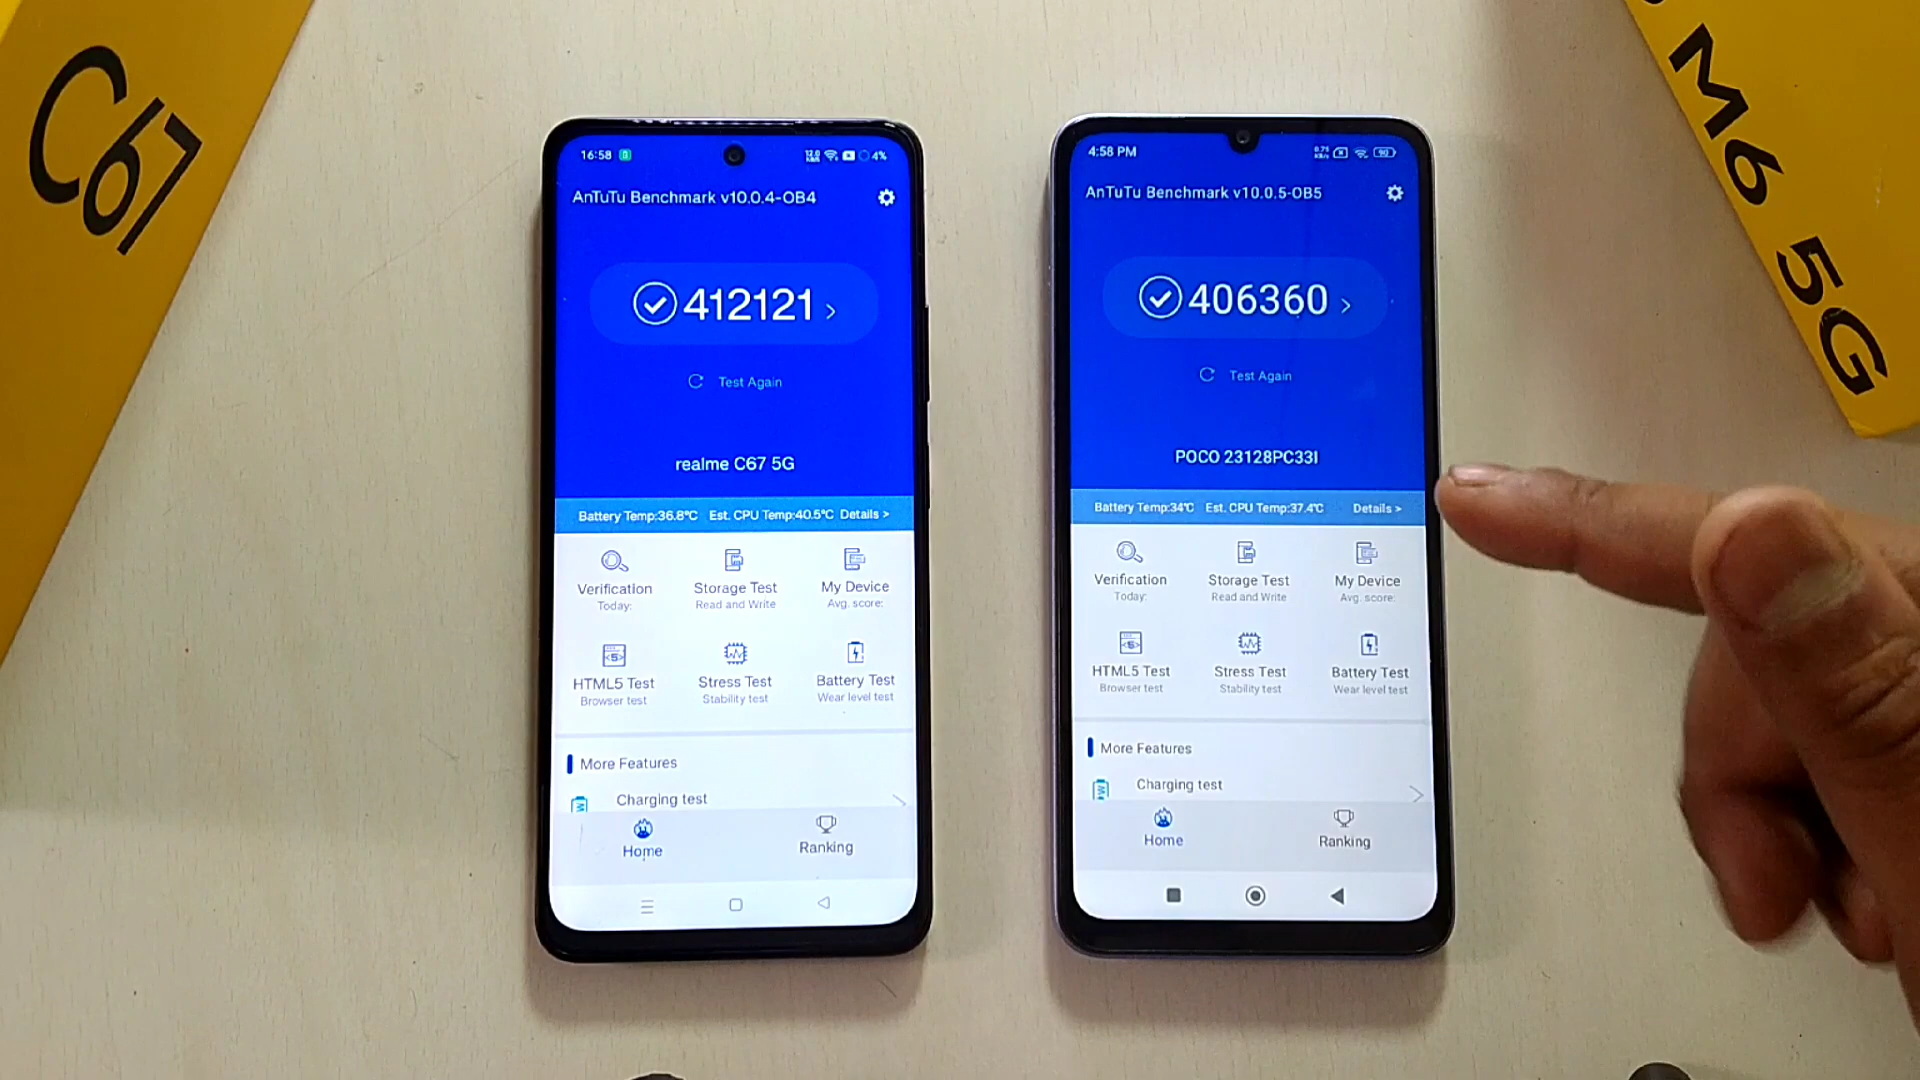 C67
M6 5G
16:58
4%
AnTuTu Benchmark v10.0.4-OB4
412121 >
Test Again
realme C67 5G
Battery Temp:36.8℃ Est. CPU Temp:40.5℃ Details >
Verification Storage Test My Device
Today: Read and Write Avg. score:
HTML5 Test Stress Test Battery Test
Browser test Stability test Wear level test
More Features
Charging test
Home Ranking
4:58 PM
90
AnTuTu Benchmark v10.0.5-OB5
406360 >
Test Again
POCO 23128PC33I
Battery Temp:34℃ Est. CPU Temp:37.4℃ Details >
Verification Storage Test My Device
Today: Read and Write Avg. score:
HTML5 Test Stress Test Battery Test
Browser test Stability test Wear level test
More Features
Charging test
Home Ranking